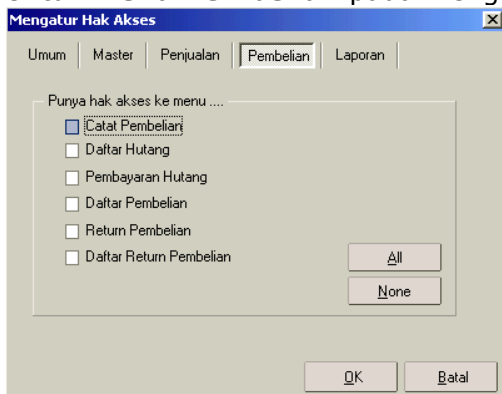 Mengatur Hak Akses
Umum Master Penjualan Pembelian Laporan
Punya hak akses ke menu ....
Catat Pembelian
Daftar Hutang
Pembayaran Hutang
Daftar Pembelian
Return Pembelian
Daftar Return Pembelian
All
None
OK Batal